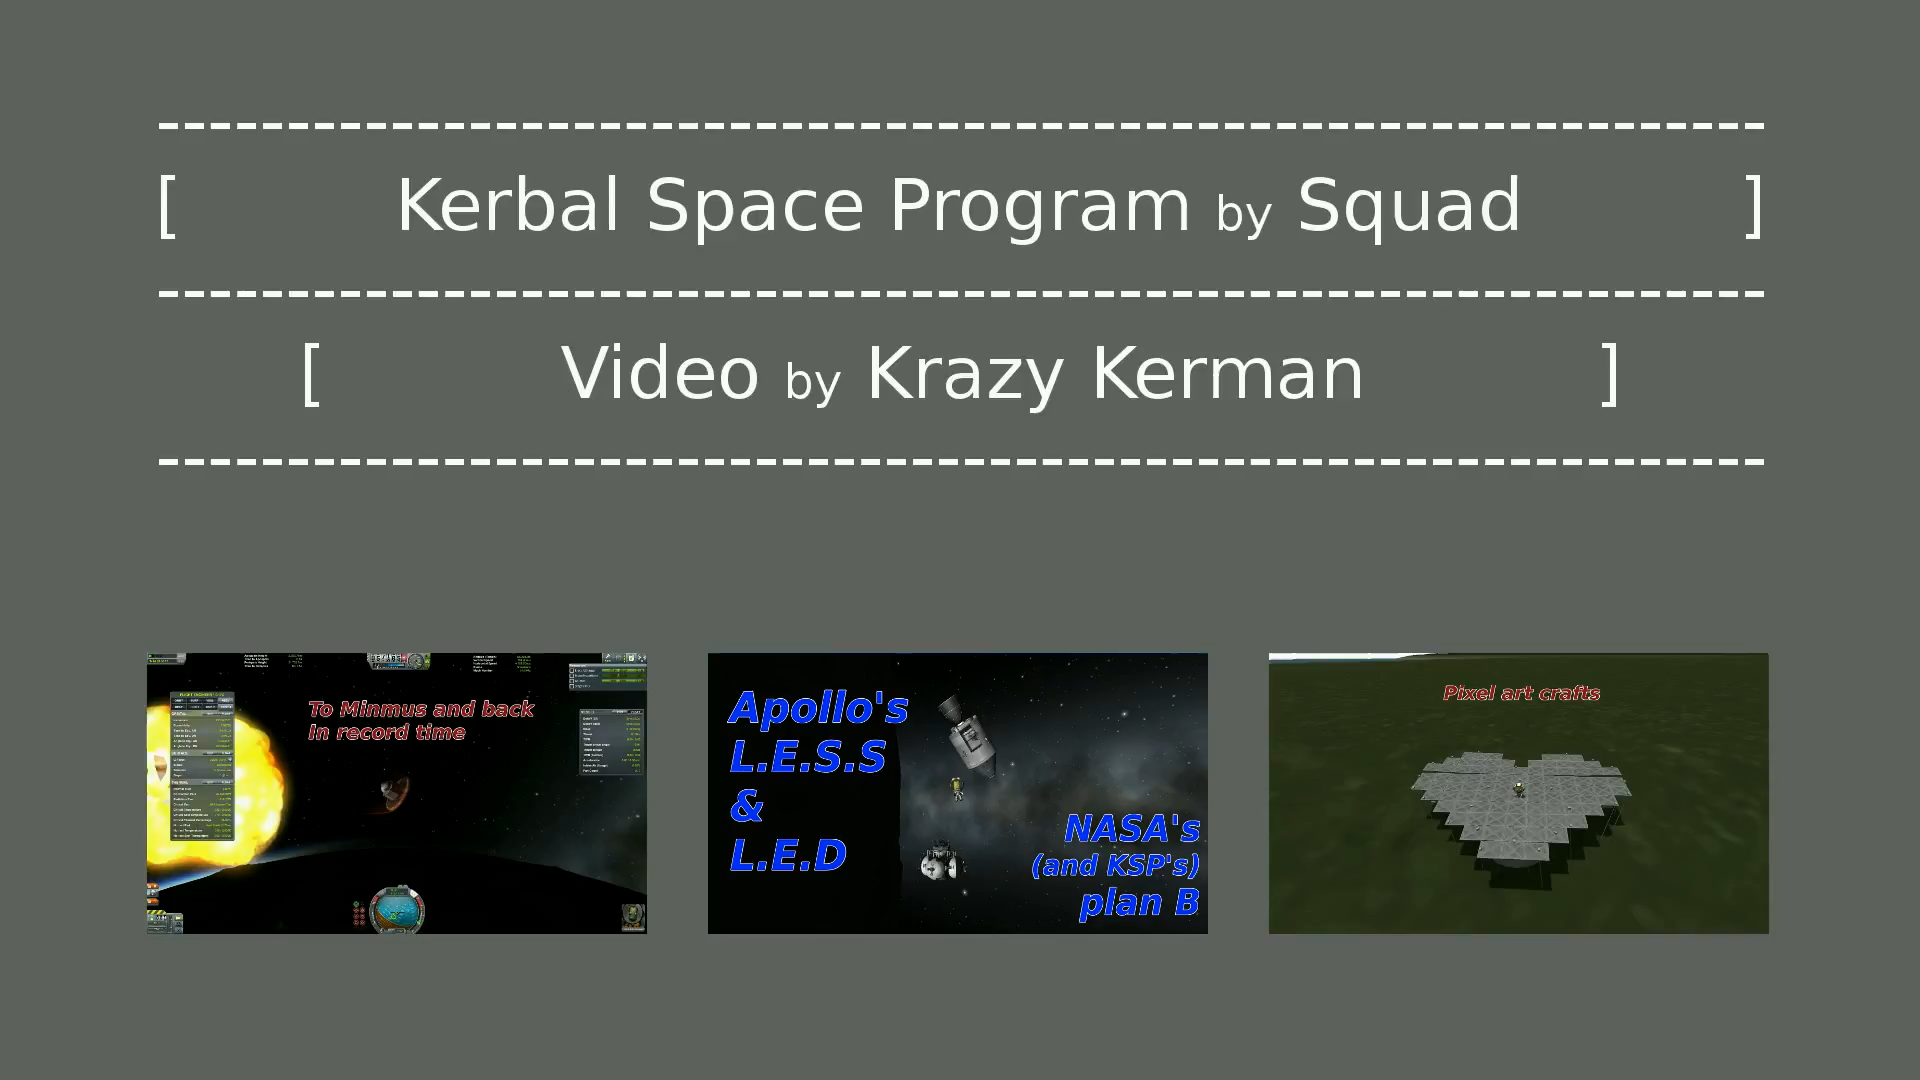 [ Kerbal Space Program by Squad ]
[ Video by Krazy Kerman ]
To Minmus and back
in record time
Apollo's
L.E.S.S
&
L.E.D
NASA's
(and KSP's)
plan B
Pixel art crafts